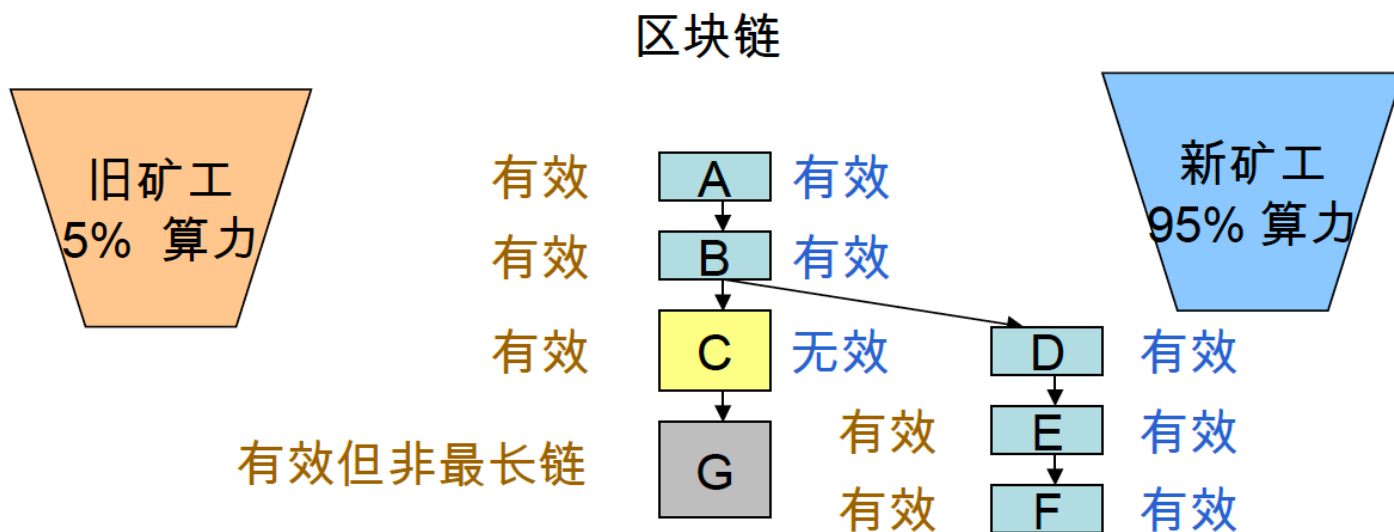 区块链
旧矿工
5% 算力
新矿工
95% 算力
有效 A 有效
有效 B 有效
有效 C 无效 D 有效
有效 E 有效
有效但非最长链 G
有效 F 有效